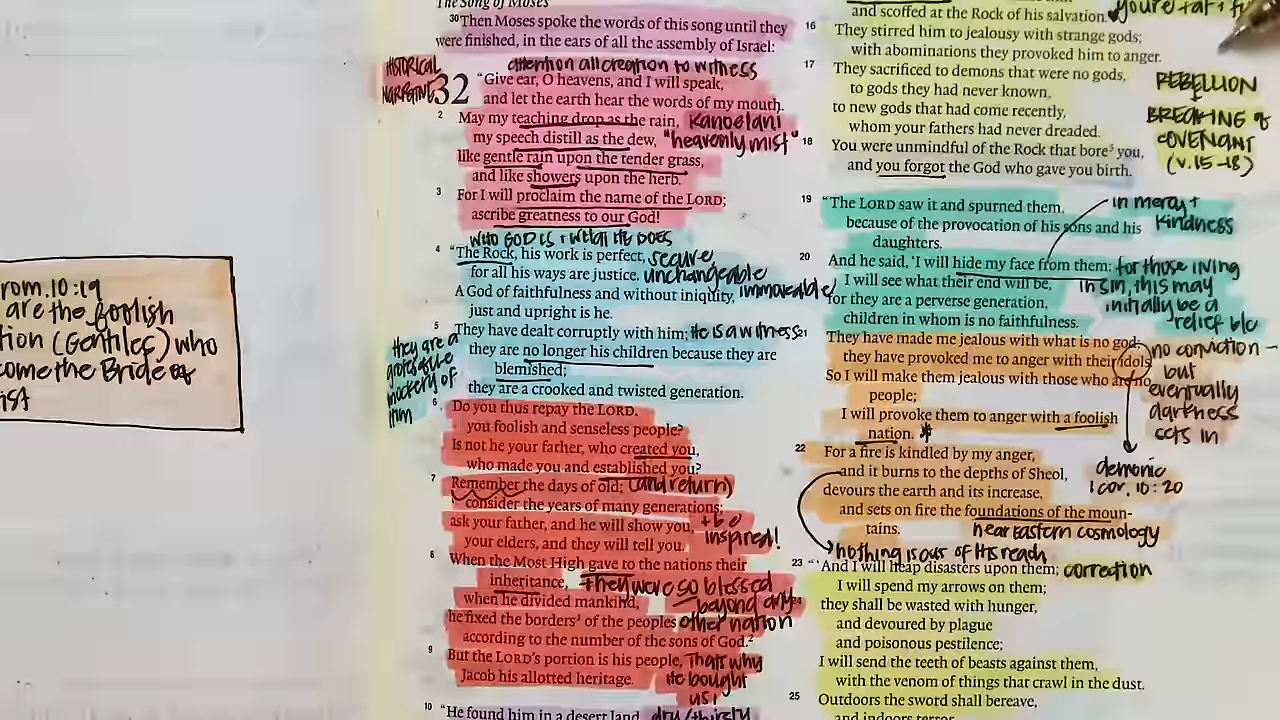 rom. 10:19
are the foolish
tion (Gentiles) who
come the Bride of
ist
The Song of Moses
30 Then Moses spoke the words of this song until they
were finished, in the ears of all the assembly of Israel:
HISTORICAL
NARRATIVE
attention all creation to witness
32 “Give ear, O heavens, and I will speak,
and let the earth hear the words of my mouth.
2 May my teaching drop as the rain, Kanoelani
my speech distill as the dew, "heavenly mist"
like gentle rain upon the tender grass,
and like showers upon the herb.
3 For I will proclaim the name of the LORD;
ascribe greatness to our God!
WHO GOD IS + WHAT HE DOES
4 “The Rock, his work is perfect, secure,
for all his ways are justice. unchangeable
A God of faithfulness and without iniquity, immoveable
just and upright is he.
5 They have dealt corruptly with him; He is a witness
they are no longer his children because they are
blemished;
they are a crooked and twisted generation.
they are a
grotesque
mockery of
Him
6 Do you thus repay the LORD,
you foolish and senseless people?
Is not he your father, who created you,
who made you and established you?
7 Remember the days of old; (and return)
consider the years of many generations;
ask your father, and he will show you, + be
your elders, and they will tell you. inspired!
8 When the Most High gave to the nations their
inheritance, They were so blessed
when he divided mankind, beyond any
he fixed the borders¹ of the peoples other nation
according to the number of the sons of God.²
9 But the LORD’s portion is his people, That's why
Jacob his allotted heritage. He bought
us!
10 “He found him in a desert land, dry/thirsty
and scoffed at the Rock of his salvation.
16 They stirred him to jealousy with strange gods;
with abominations they provoked him to anger.
17 They sacrificed to demons that were no gods,
to gods they had never known,
to new gods that had come recently,
whom your fathers had never dreaded.
18 You were unmindful of the Rock that bore³ you,
and you forgot the God who gave you birth.
REBELLION
BREAKING of
COVENANT
(v.15-18)
19 “The LORD saw it and spurned them,
because of the provocation of his sons and his
daughters.
in mercy +
kindness
20 And he said, ‘I will hide my face from them; for those living
I will see what their end will be, in sin, this may
for they are a perverse generation, initially be a
children in whom is no faithfulness. relief b/c
21 They have made me jealous with what is no god;
they have provoked me to anger with their idols.
So I will make them jealous with those who are no
people;
I will provoke them to anger with a foolish
nation. *
no conviction –
but
eventually
darkness
sets in
22 For a fire is kindled by my anger,
and it burns to the depths of Sheol,
devours the earth and its increase,
and sets on fire the foundations of the moun-
tains. near Eastern cosmology
demonic
1 cor. 10:20
nothing is out of His reach
23 “‘And I will heap disasters upon them; correction
I will spend my arrows on them;
24 they shall be wasted with hunger,
and devoured by plague
and poisonous pestilence;
I will send the teeth of beasts against them,
with the venom of things that crawl in the dust.
25 Outdoors the sword shall bereave,
and indoors terror